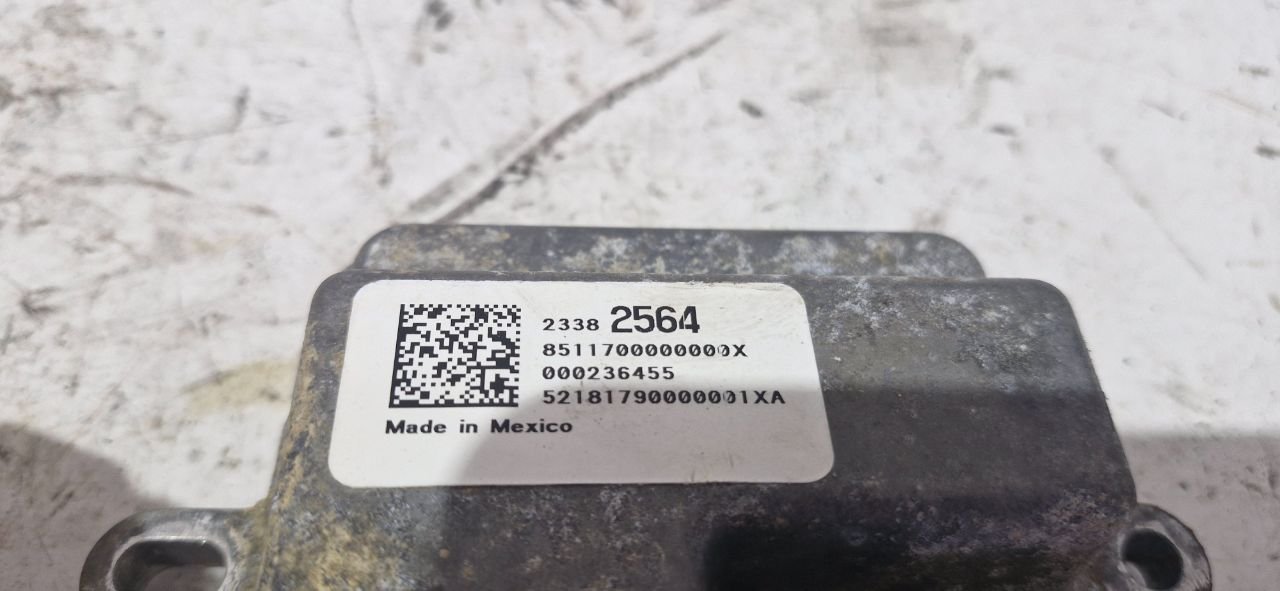 2338 2564
8511700000000X
000236455
52181790000001XA
Made in Mexico